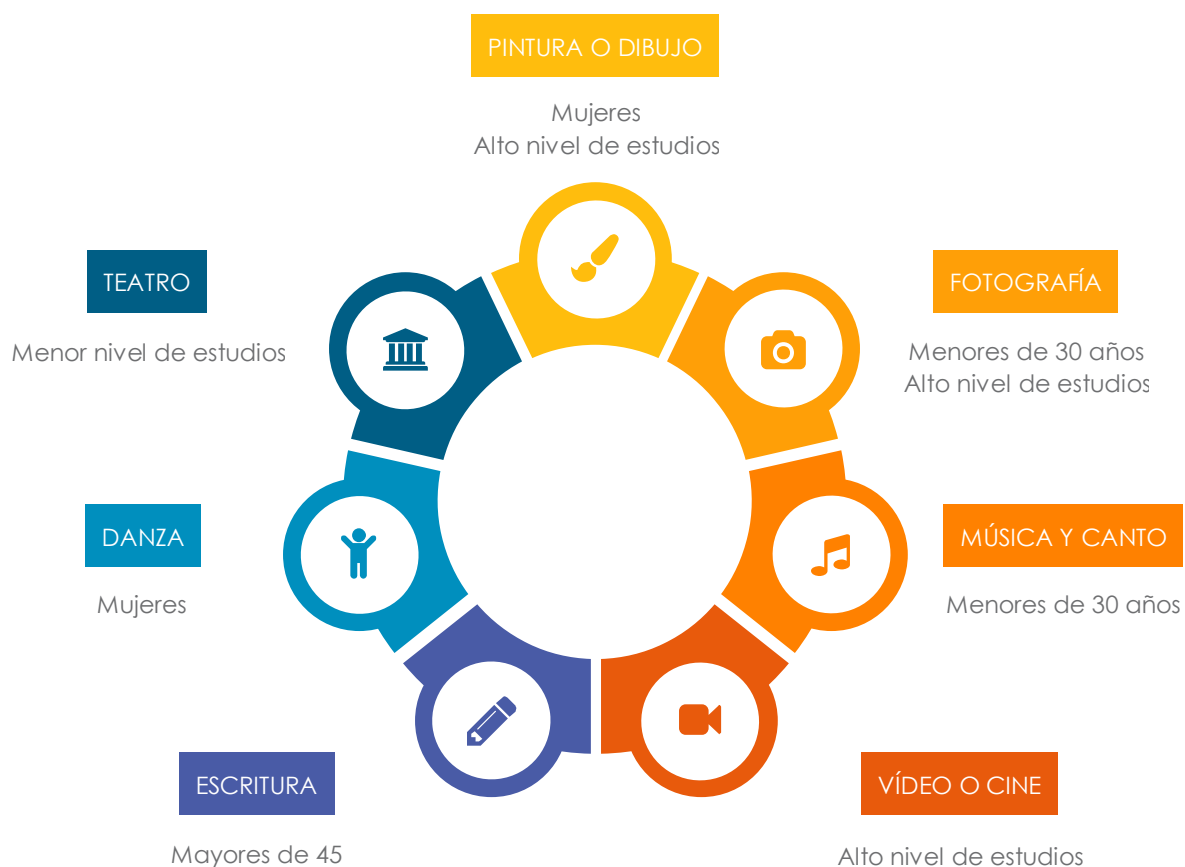 PINTURA O DIBUJO
Mujeres
Alto nivel de estudios
TEATRO
Menor nivel de estudios
FOTOGRAFÍA
Menores de 30 años
Alto nivel de estudios
DANZA
Mujeres
MÚSICA Y CANTO
Menores de 30 años
ESCRITURA
Mayores de 45
VÍDEO O CINE
Alto nivel de estudios